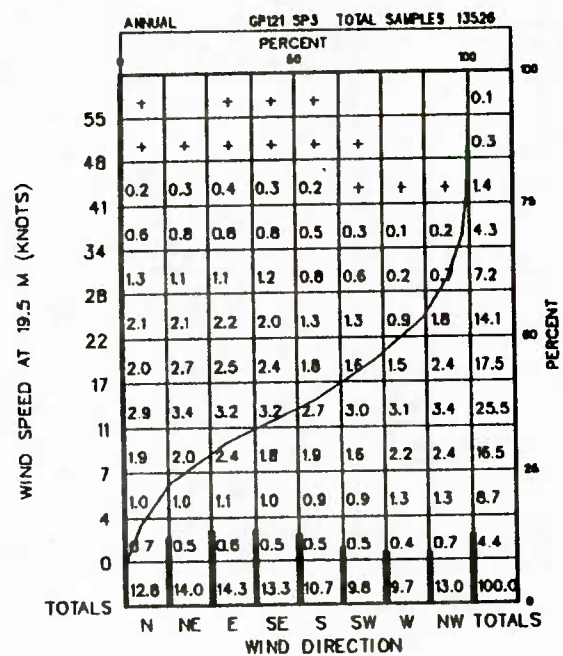 ANNUAL GP121 SP3 TOTAL SAMPLES 13526
PERCENT
0 50 100
100
+ + + + 0.1
55
+ + + + + + 0.3
48
0.2 0.3 0.4 0.3 0.2 + + + 1.4
41
75
0.6 0.8 0.8 0.8 0.5 0.3 0.1 0.2 4.3
34
1.3 1.1 1.1 1.2 0.8 0.6 0.2 0.7 7.2
28
2.1 2.1 2.2 2.0 1.3 1.3 0.9 1.8 14.1
22
50
2.0 2.7 2.5 2.4 1.8 1.6 1.5 2.4 17.5
17
2.9 3.4 3.2 3.2 2.7 3.0 3.1 3.4 25.5
11
1.9 2.0 2.4 1.8 1.9 1.6 2.2 2.4 16.5
7
25
1.0 1.0 1.1 1.0 0.9 0.9 1.3 1.3 8.7
4
0.7 0.5 0.6 0.5 0.5 0.5 0.4 0.7 4.4
0
12.8 14.0 14.3 13.3 10.7 9.8 9.7 13.0 100.0
0
TOTALS
N NE E SE S SW W NW TOTALS
WIND DIRECTION
WIND SPEED AT 19.5 M (KNOTS)
PERCENT